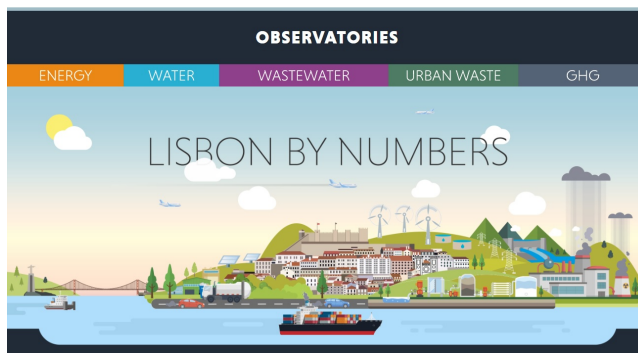 OBSERVATORIES
ENERGY WATER WASTEWATER URBAN WASTE GHG
LISBON BY NUMBERS